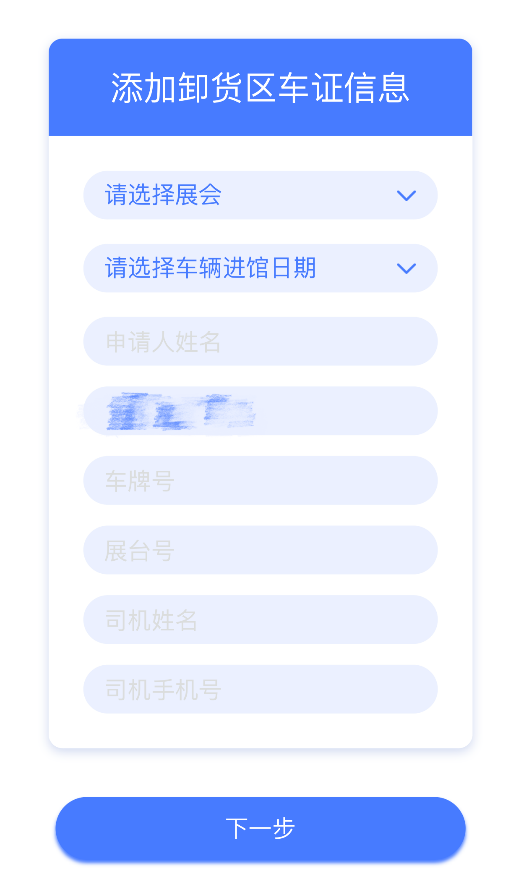 添加卸货区车证信息
请选择展会
请选择车辆进馆日期
申请人姓名
车牌号
展台号
司机姓名
司机手机号
下一步